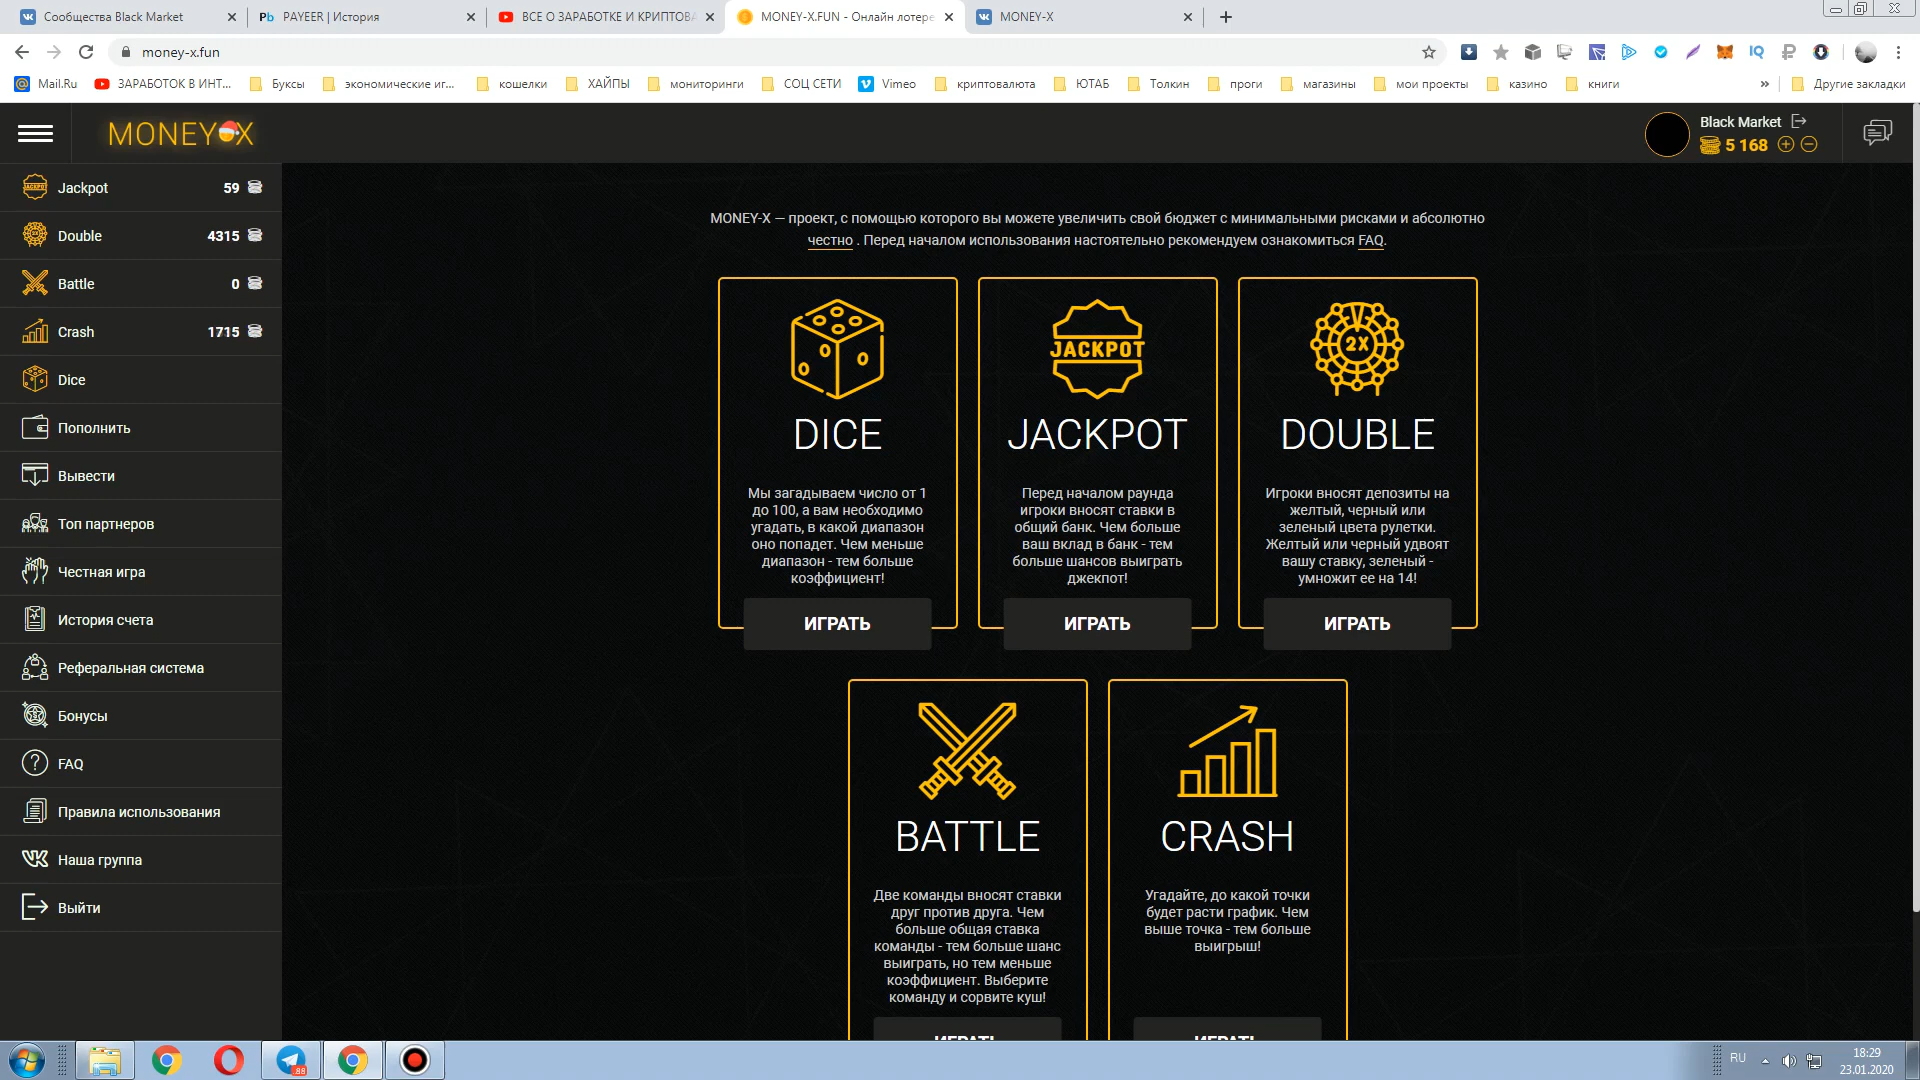 Сообщества Black Market
PAYEER | История
ВСЕ О ЗАРАБОТКЕ И КРИПТОВА
MONEY-X.FUN - Онлайн лотере
MONEY-X
money-x.fun
Mail.Ru
ЗАРАБОТОК В ИНТ...
Буксы
экономические иг...
кошелки
ХАЙПЫ
мониторинги
СОЦ СЕТИ
Vimeo
криптовалюта
ЮТАБ
Толкин
проги
магазины
мои проекты
казино
книги
Другие закладки
MONEY X
Black Market
5 168
Jackpot 59
Double 4315
Battle 0
Crash 1715
Dice
Пополнить
Вывести
Топ партнеров
Честная игра
История счета
Реферальная система
Бонусы
FAQ
Правила использования
Наша группа
Выйти
MONEY-X — проект, с помощью которого вы можете увеличить свой бюджет с минимальными рисками и абсолютно
честно . Перед началом использования настоятельно рекомендуем ознакомиться FAQ.
DICE
Мы загадываем число от 1
до 100, а вам необходимо
угадать, в какой диапазон
оно попадет. Чем меньше
диапазон - тем больше
коэффициент!
ИГРАТЬ
JACKPOT
JACKPOT
Перед началом раунда
игроки вносят ставки в
общий банк. Чем больше
ваш вклад в банк - тем
больше шансов выиграть
джекпот!
ИГРАТЬ
2X
DOUBLE
Игроки вносят депозиты на
желтый, черный или
зеленый цвета рулетки.
Желтый или черный удвоят
вашу ставку, зеленый -
умножит ее на 14!
ИГРАТЬ
BATTLE
Две команды вносят ставки
друг против друга. Чем
больше общая ставка
команды - тем больше шанс
выиграть, но тем меньше
коэффициент. Выберите
команду и сорвите куш!
ИГРАТЬ
CRASH
Угадайте, до какой точки
будет расти график. Чем
выше точка - тем больше
выигрыш!
ИГРАТЬ
88
RU
18:29
23.01.2020